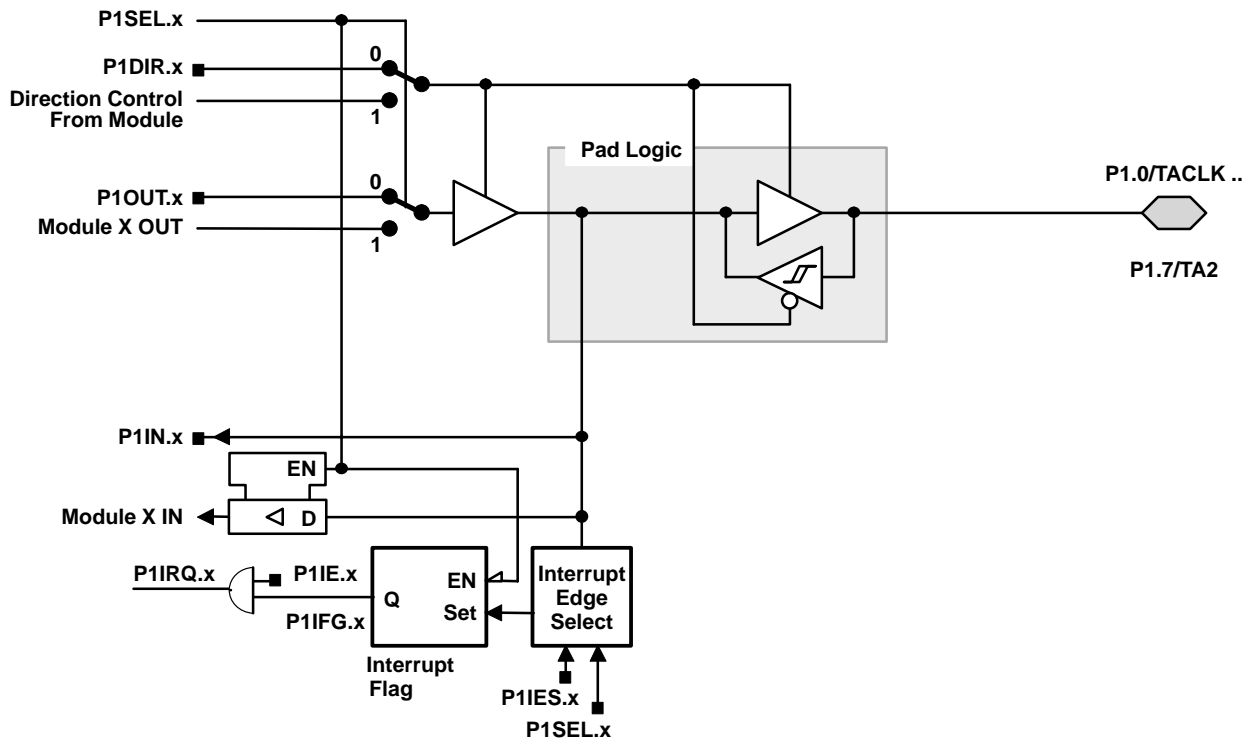 P1SEL.x
0
P1DIR.x
Direction Control
From Module
1
Pad Logic
P1.0/TACLK ..
0
P1OUT.x
Module X OUT
1
P1.7/TA2
P1IN.x
EN
Module X IN
D
P1IRQ.x
P1IE.x
P1IFG.x
Q
EN
Set
Interrupt
Edge
Select
Interrupt
Flag
P1IES.x
P1SEL.x